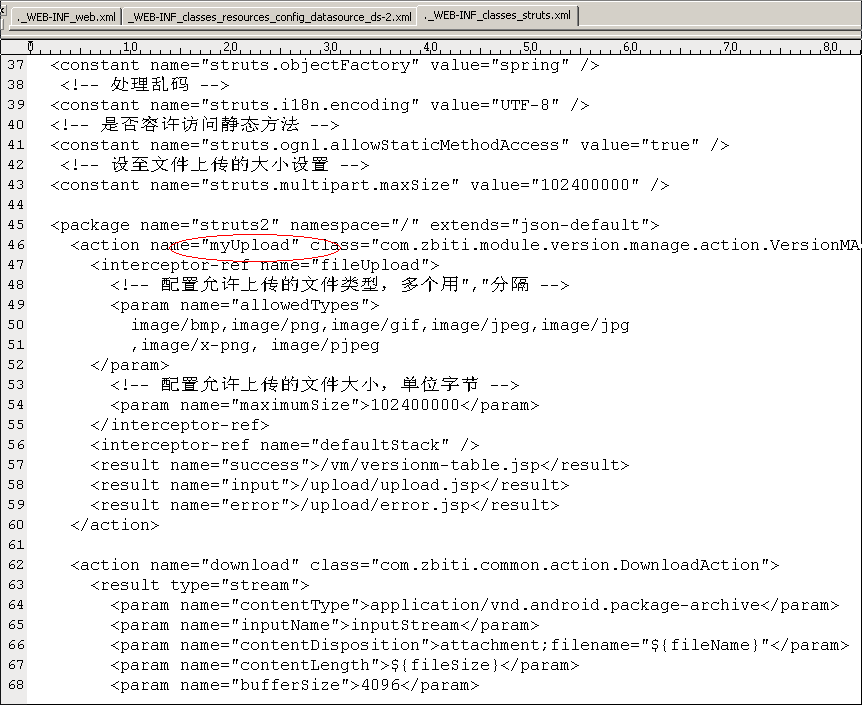 ._WEB-INF_web.xml _WEB-INF_classes_resources_config_datasource_ds-2.xml ._WEB-INF_classes_struts.xml
0 10 20 30 40 50 60 70 80
37 <constant name="struts.objectFactory" value="spring" />
38 <!-- 处理乱码 -->
39 <constant name="struts.i18n.encoding" value="UTF-8" />
40 <!-- 是否容许访问静态方法 -->
41 <constant name="struts.ognl.allowStaticMethodAccess" value="true" />
42 <!-- 设至文件上传的大小设置 -->
43 <constant name="struts.multipart.maxSize" value="102400000" />
44
45 <package name="struts2" namespace="/" extends="json-default">
46 <action name="myUpload" class="com.zbiti.module.version.manage.action.VersionMA
47 <interceptor-ref name="fileUpload">
48 <!-- 配置允许上传的文件类型，多个用","分隔 -->
49 <param name="allowedTypes">
50 image/bmp,image/png,image/gif,image/jpeg,image/jpg
51 ,image/x-png, image/pjpeg
52 </param>
53 <!-- 配置允许上传的文件大小，单位字节 -->
54 <param name="maximumSize">102400000</param>
55 </interceptor-ref>
56 <interceptor-ref name="defaultStack" />
57 <result name="success">/vm/versionm-table.jsp</result>
58 <result name="input">/upload/upload.jsp</result>
59 <result name="error">/upload/error.jsp</result>
60 </action>
61
62 <action name="download" class="com.zbiti.common.action.DownloadAction">
63 <result type="stream">
64 <param name="contentType">application/vnd.android.package-archive</param>
65 <param name="inputName">inputStream</param>
66 <param name="contentDisposition">attachment;filename="${fileName}"</param>
67 <param name="contentLength">${fileSize}</param>
68 <param name="bufferSize">4096</param>